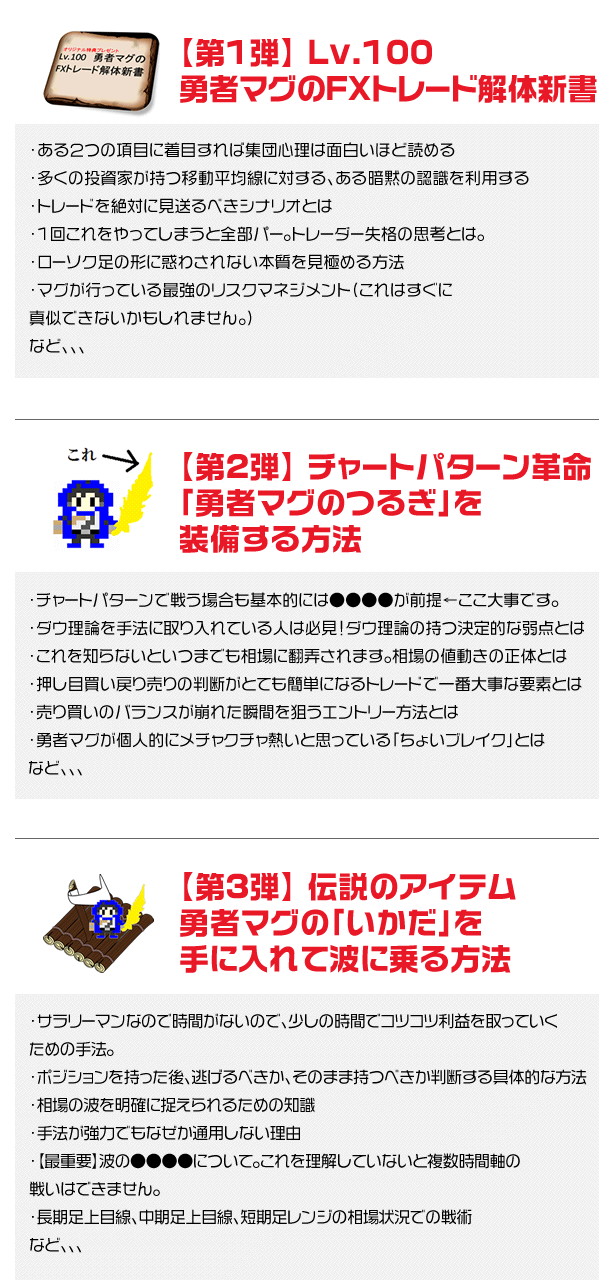 オリジナル特典プレゼント
Lv.100 勇者マグの
FXトレード解体新書
【第1弾】Lv.100
勇者マグのFXトレード解体新書
・ある2つの項目に着目すれば集団心理は面白いほど読める
・多くの投資家が持つ移動平均線に対する、ある暗黙の認識を利用する
・トレードを絶対に見送るべきシナリオとは
・1回これをやってしまうと全部パー。トレーダー失格の思考とは。
・ローソク足の形に惑わされない本質を見極める方法
・マグが行っている最強のリスクマネジメント(これはすぐに
真似できないかもしれません。)
など、、、
これ
【第2弾】チャートパターン革命
「勇者マグのつるぎ」を
装備する方法
・チャートパターンで戦う場合も基本的には●●●●が前提←ここ大事です。
・ダウ理論を手法に取り入れている人は必見!ダウ理論の持つ決定的な弱点とは
・これを知らないといつまでも相場に翻弄されます。相場の値動きの正体とは
・押し目買い戻り売りの判断がとても簡単になるトレードで一番大事な要素とは
・売り買いのバランスが崩れた瞬間を狙うエントリー方法とは
・勇者マグが個人的にメチャクチャ熱いと思っている「ちょいブレイク」とは
など、、、
【第3弾】伝説のアイテム
勇者マグの「いかだ」を
手に入れて波に乗る方法
・サラリーマンなので時間がないので、少しの時間でコツコツ利益を取っていく
ための手法。
・ポジションを持った後、逃げるべきか、そのまま持つべきか判断する具体的な方法
・相場の波を明確に捉えられるための知識
・手法が強力でもなぜか通用しない理由
・【最重要】波の●●●●について。これを理解していないと複数時間軸の
戦いはできません。
・長期足上目線、中期足上目線、短期足レンジの相場状況での戦術
など、、、